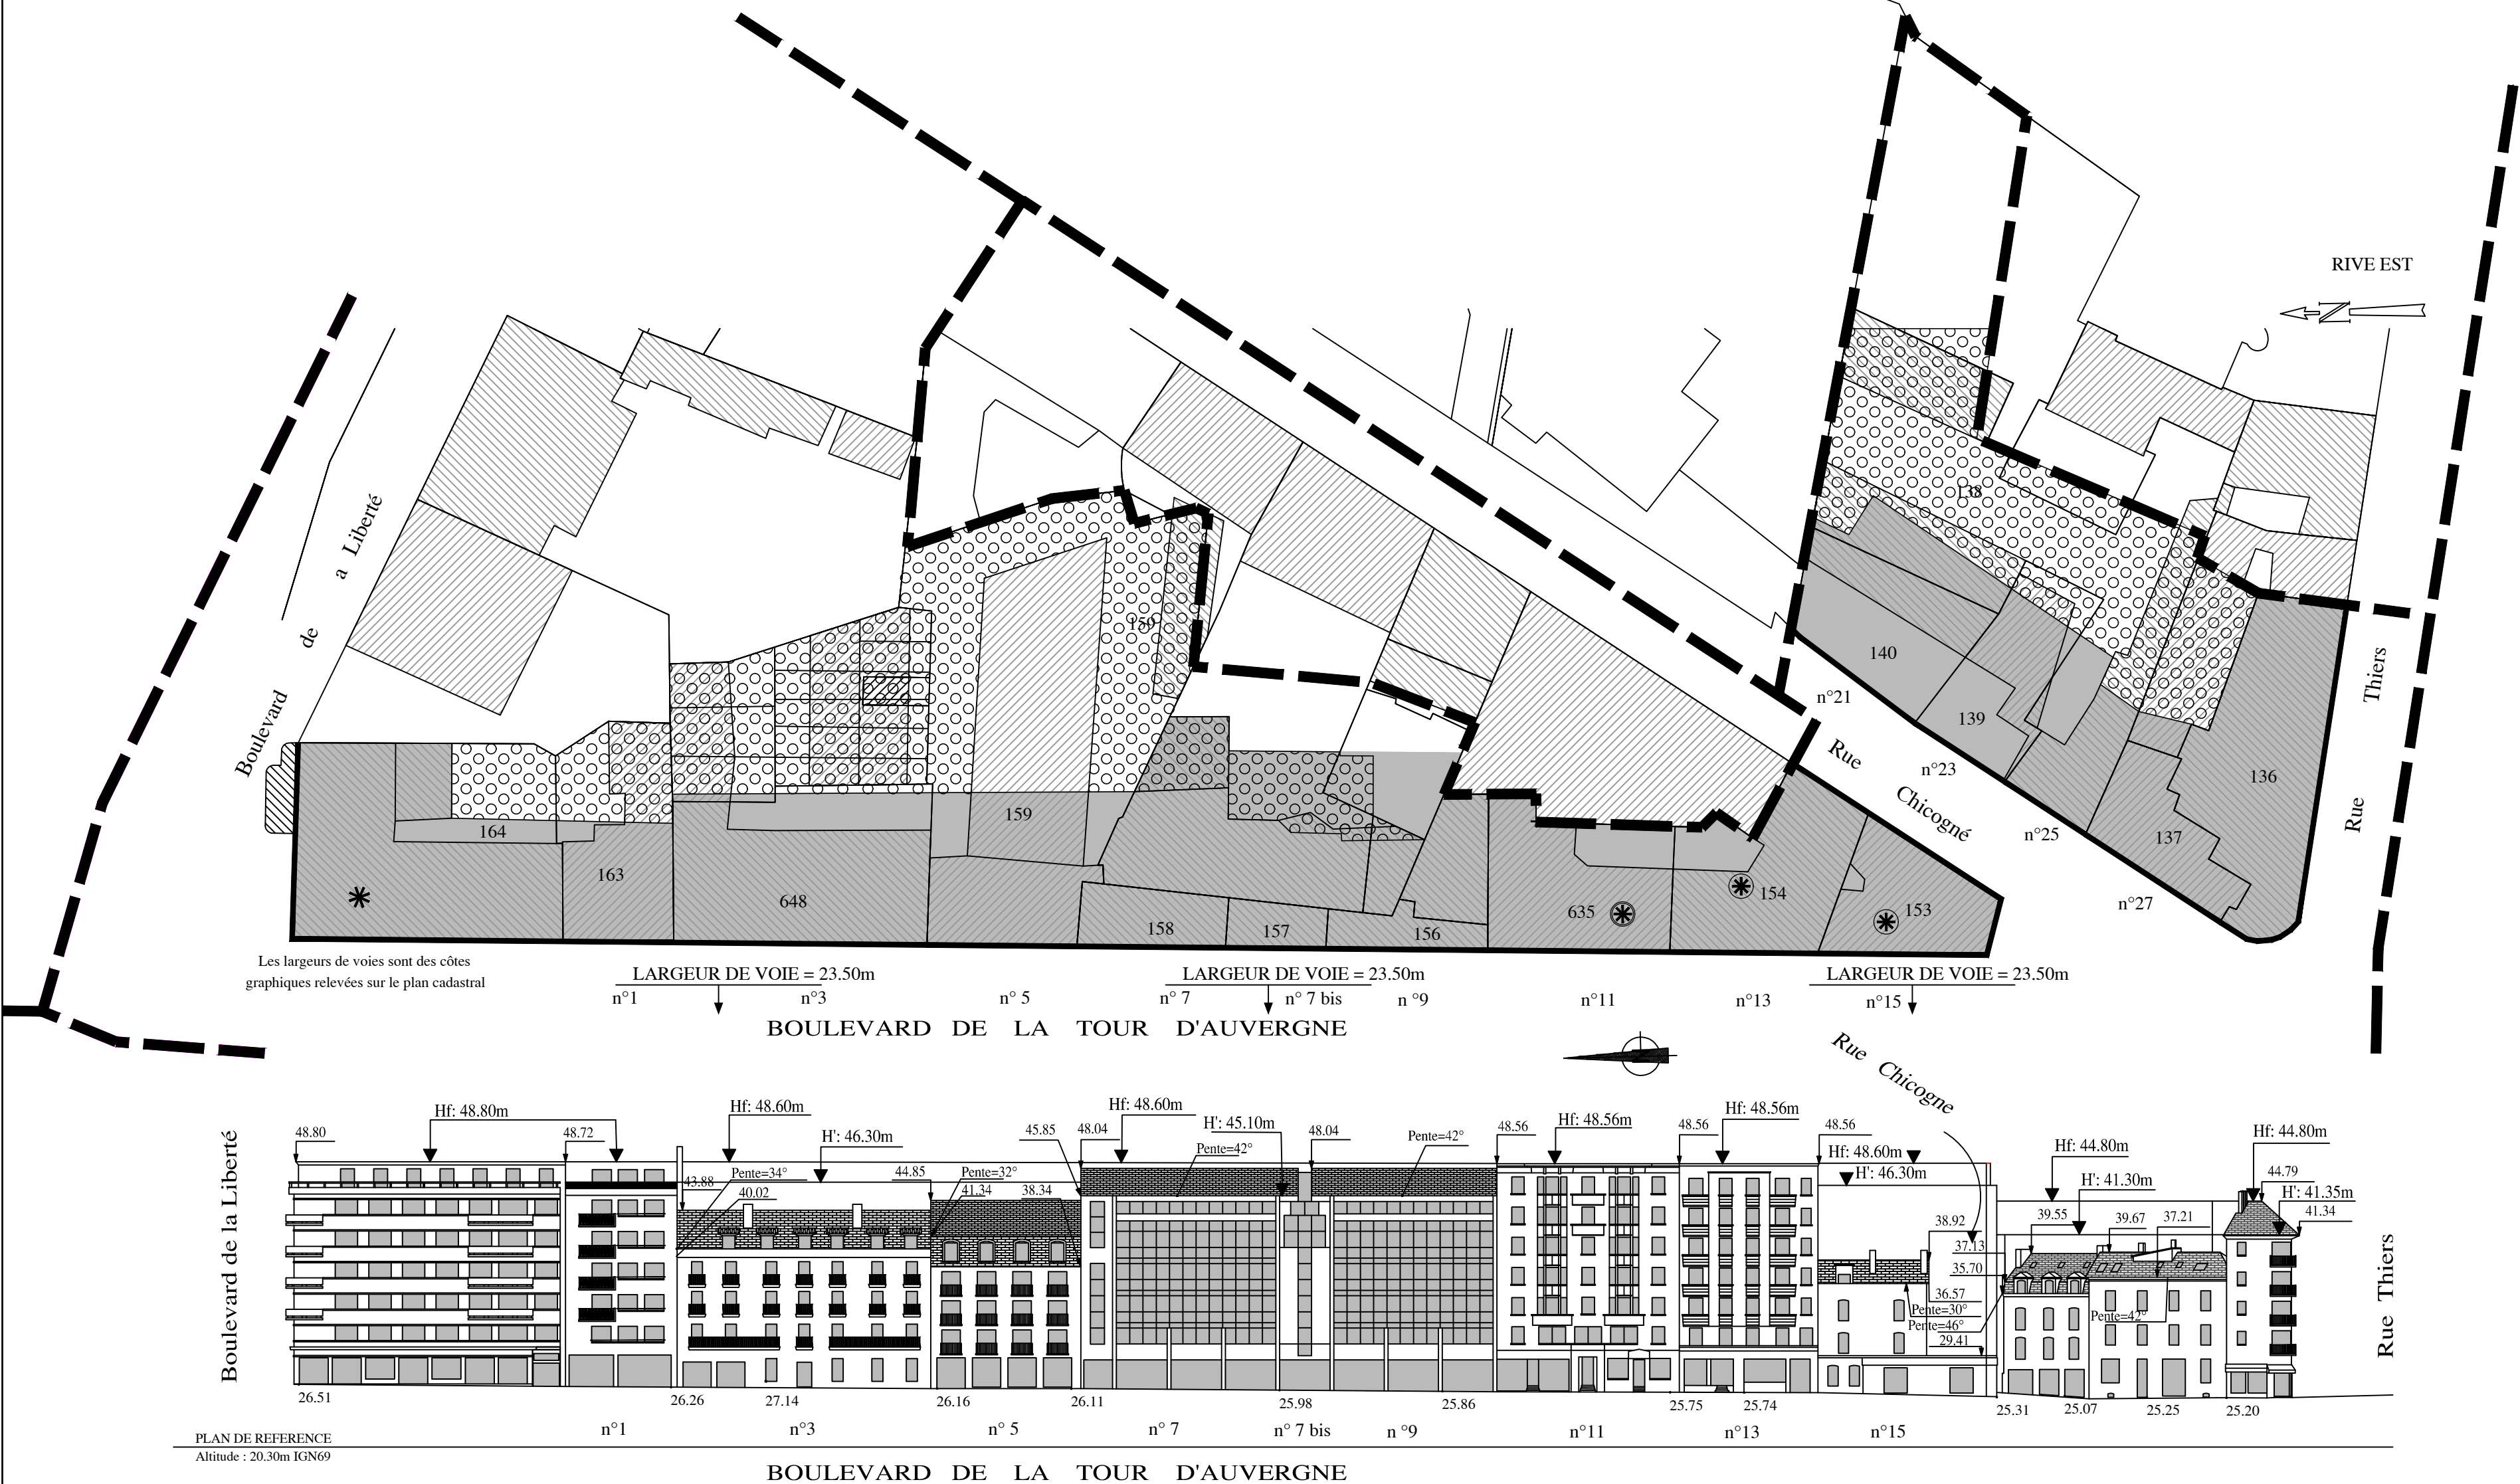 RIVE EST
N
138
159
140
139
136
137
164
163
648
159
158
157
156
635
154
153
Boulevard
de
a Liberté
n°21
n°23
n°25
n°27
Rue
Chicogné
Rue
Thiers
Les largeurs de voies sont des côtes
graphiques relevées sur le plan cadastral
LARGEUR DE VOIE = 23.50m
LARGEUR DE VOIE = 23.50m
LARGEUR DE VOIE = 23.50m
n°1
n°3
n° 5
n° 7
n° 7 bis
n °9
n°11
n°13
n°15
BOULEVARD DE LA TOUR D'AUVERGNE
Rue Chicogne
Boulevard de la Liberté
Hf: 48.80m
Hf: 48.60m
H': 46.30m
Hf: 48.60m
H': 45.10m
Hf: 48.56m
Hf: 48.56m
Hf: 48.60m
H': 46.30m
Hf: 44.80m
H': 41.30m
Hf: 44.80m
H': 41.35m
48.80
48.72
43.88
Pente=34°
40.02
44.85
Pente=32°
41.34
38.34
45.85
48.04
Pente=42°
48.04
Pente=42°
48.56
48.56
48.56
38.92
37.13
35.70
36.57
Pente=30°
Pente=46°
29.41
39.55
39.67
37.21
Pente=42°
44.79
41.34
Rue Thiers
26.51
26.26
27.14
26.16
26.11
25.98
25.86
25.75
25.74
25.31
25.07
25.25
25.20
n°1
n°3
n° 5
n° 7
n° 7 bis
n °9
n°11
n°13
n°15
PLAN DE REFERENCE
Altitude : 20.30m IGN69
BOULEVARD DE LA TOUR D'AUVERGNE